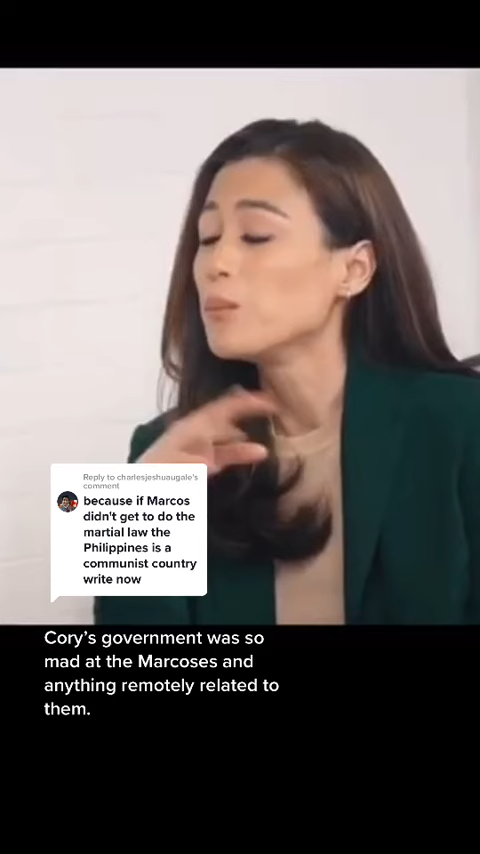 Reply to charlesjeshuaugale's
comment
because if Marcos
didn't get to do the
martial law the
Philippines is a
communist country
write now
Cory's government was so
mad at the Marcoses and
anything remotely related to
them.